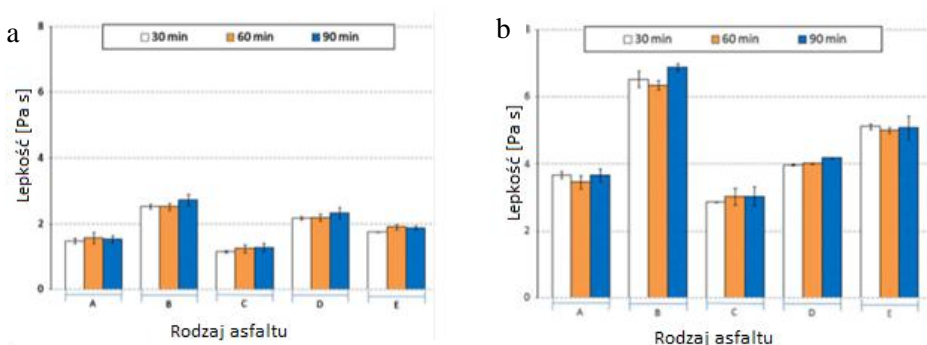 a
30 min 60 min 90 min
8
6
4
2
0
Lepkość [Pa s]
A B C D E
Rodzaj asfaltu
b
30 min 60 min 90 min
8
6
4
2
0
Lepkość [Pa s]
A B C D E
Rodzaj asfaltu